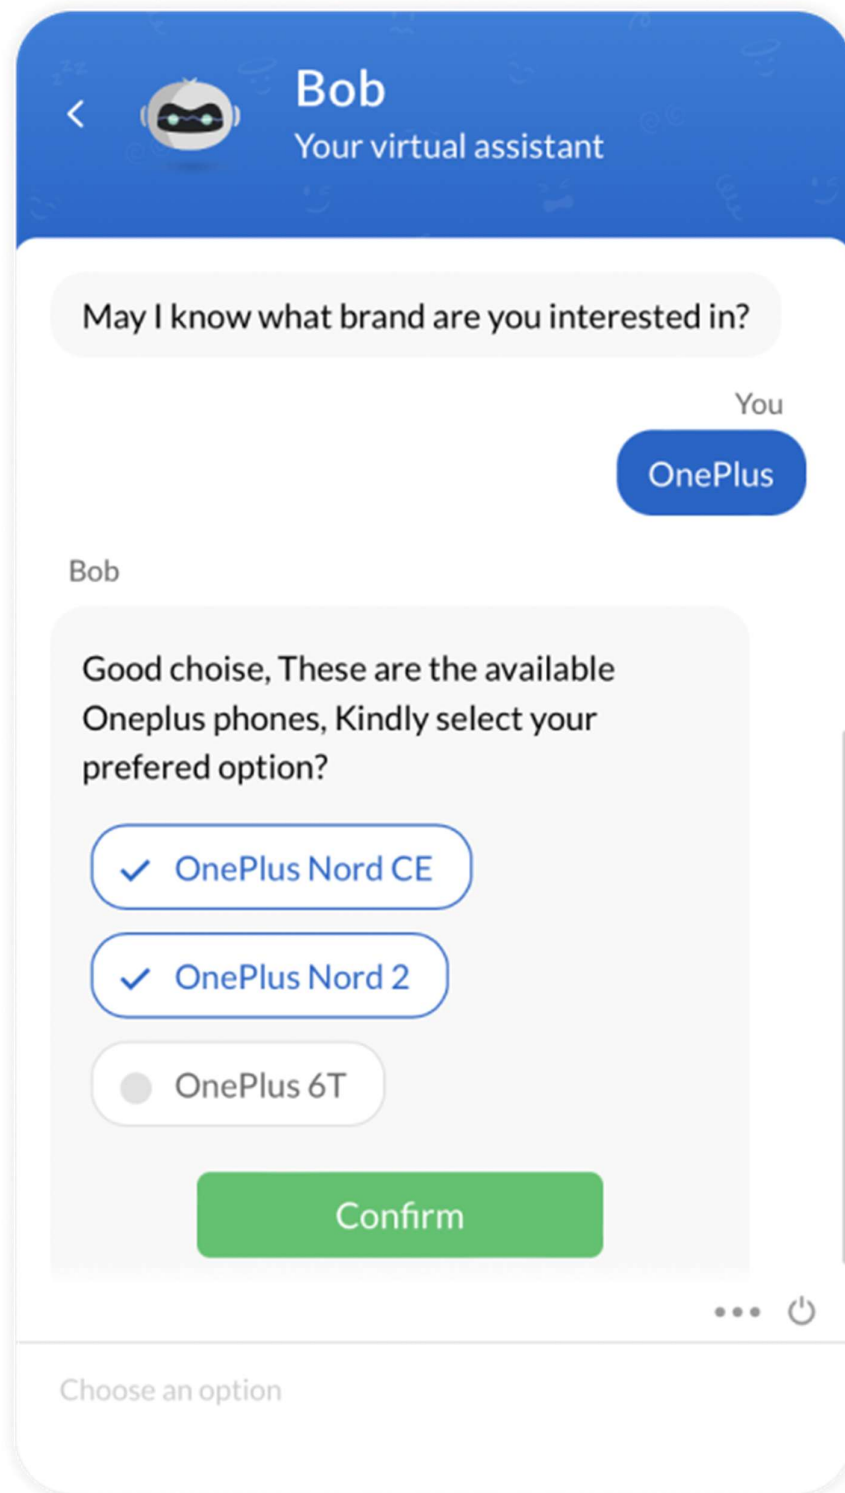 Bob
Your virtual assistant
May I know what brand are you interested in?
You
OnePlus
Bob
Good choise, These are the available
Oneplus phones, Kindly select your
prefered option?
OnePlus Nord CE
OnePlus Nord 2
OnePlus 6T
Confirm
Choose an option